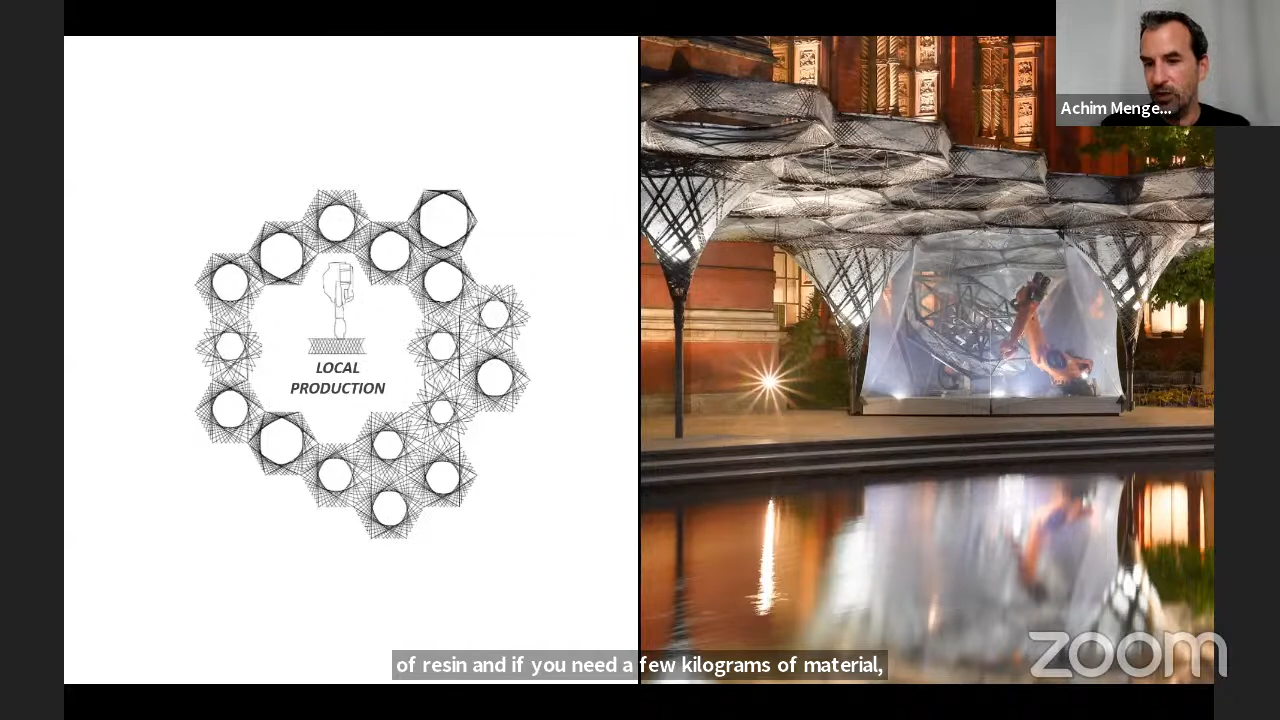 Achim Menge...
LOCAL
PRODUCTION
of resin and if you need a few kilograms of material,
zoom